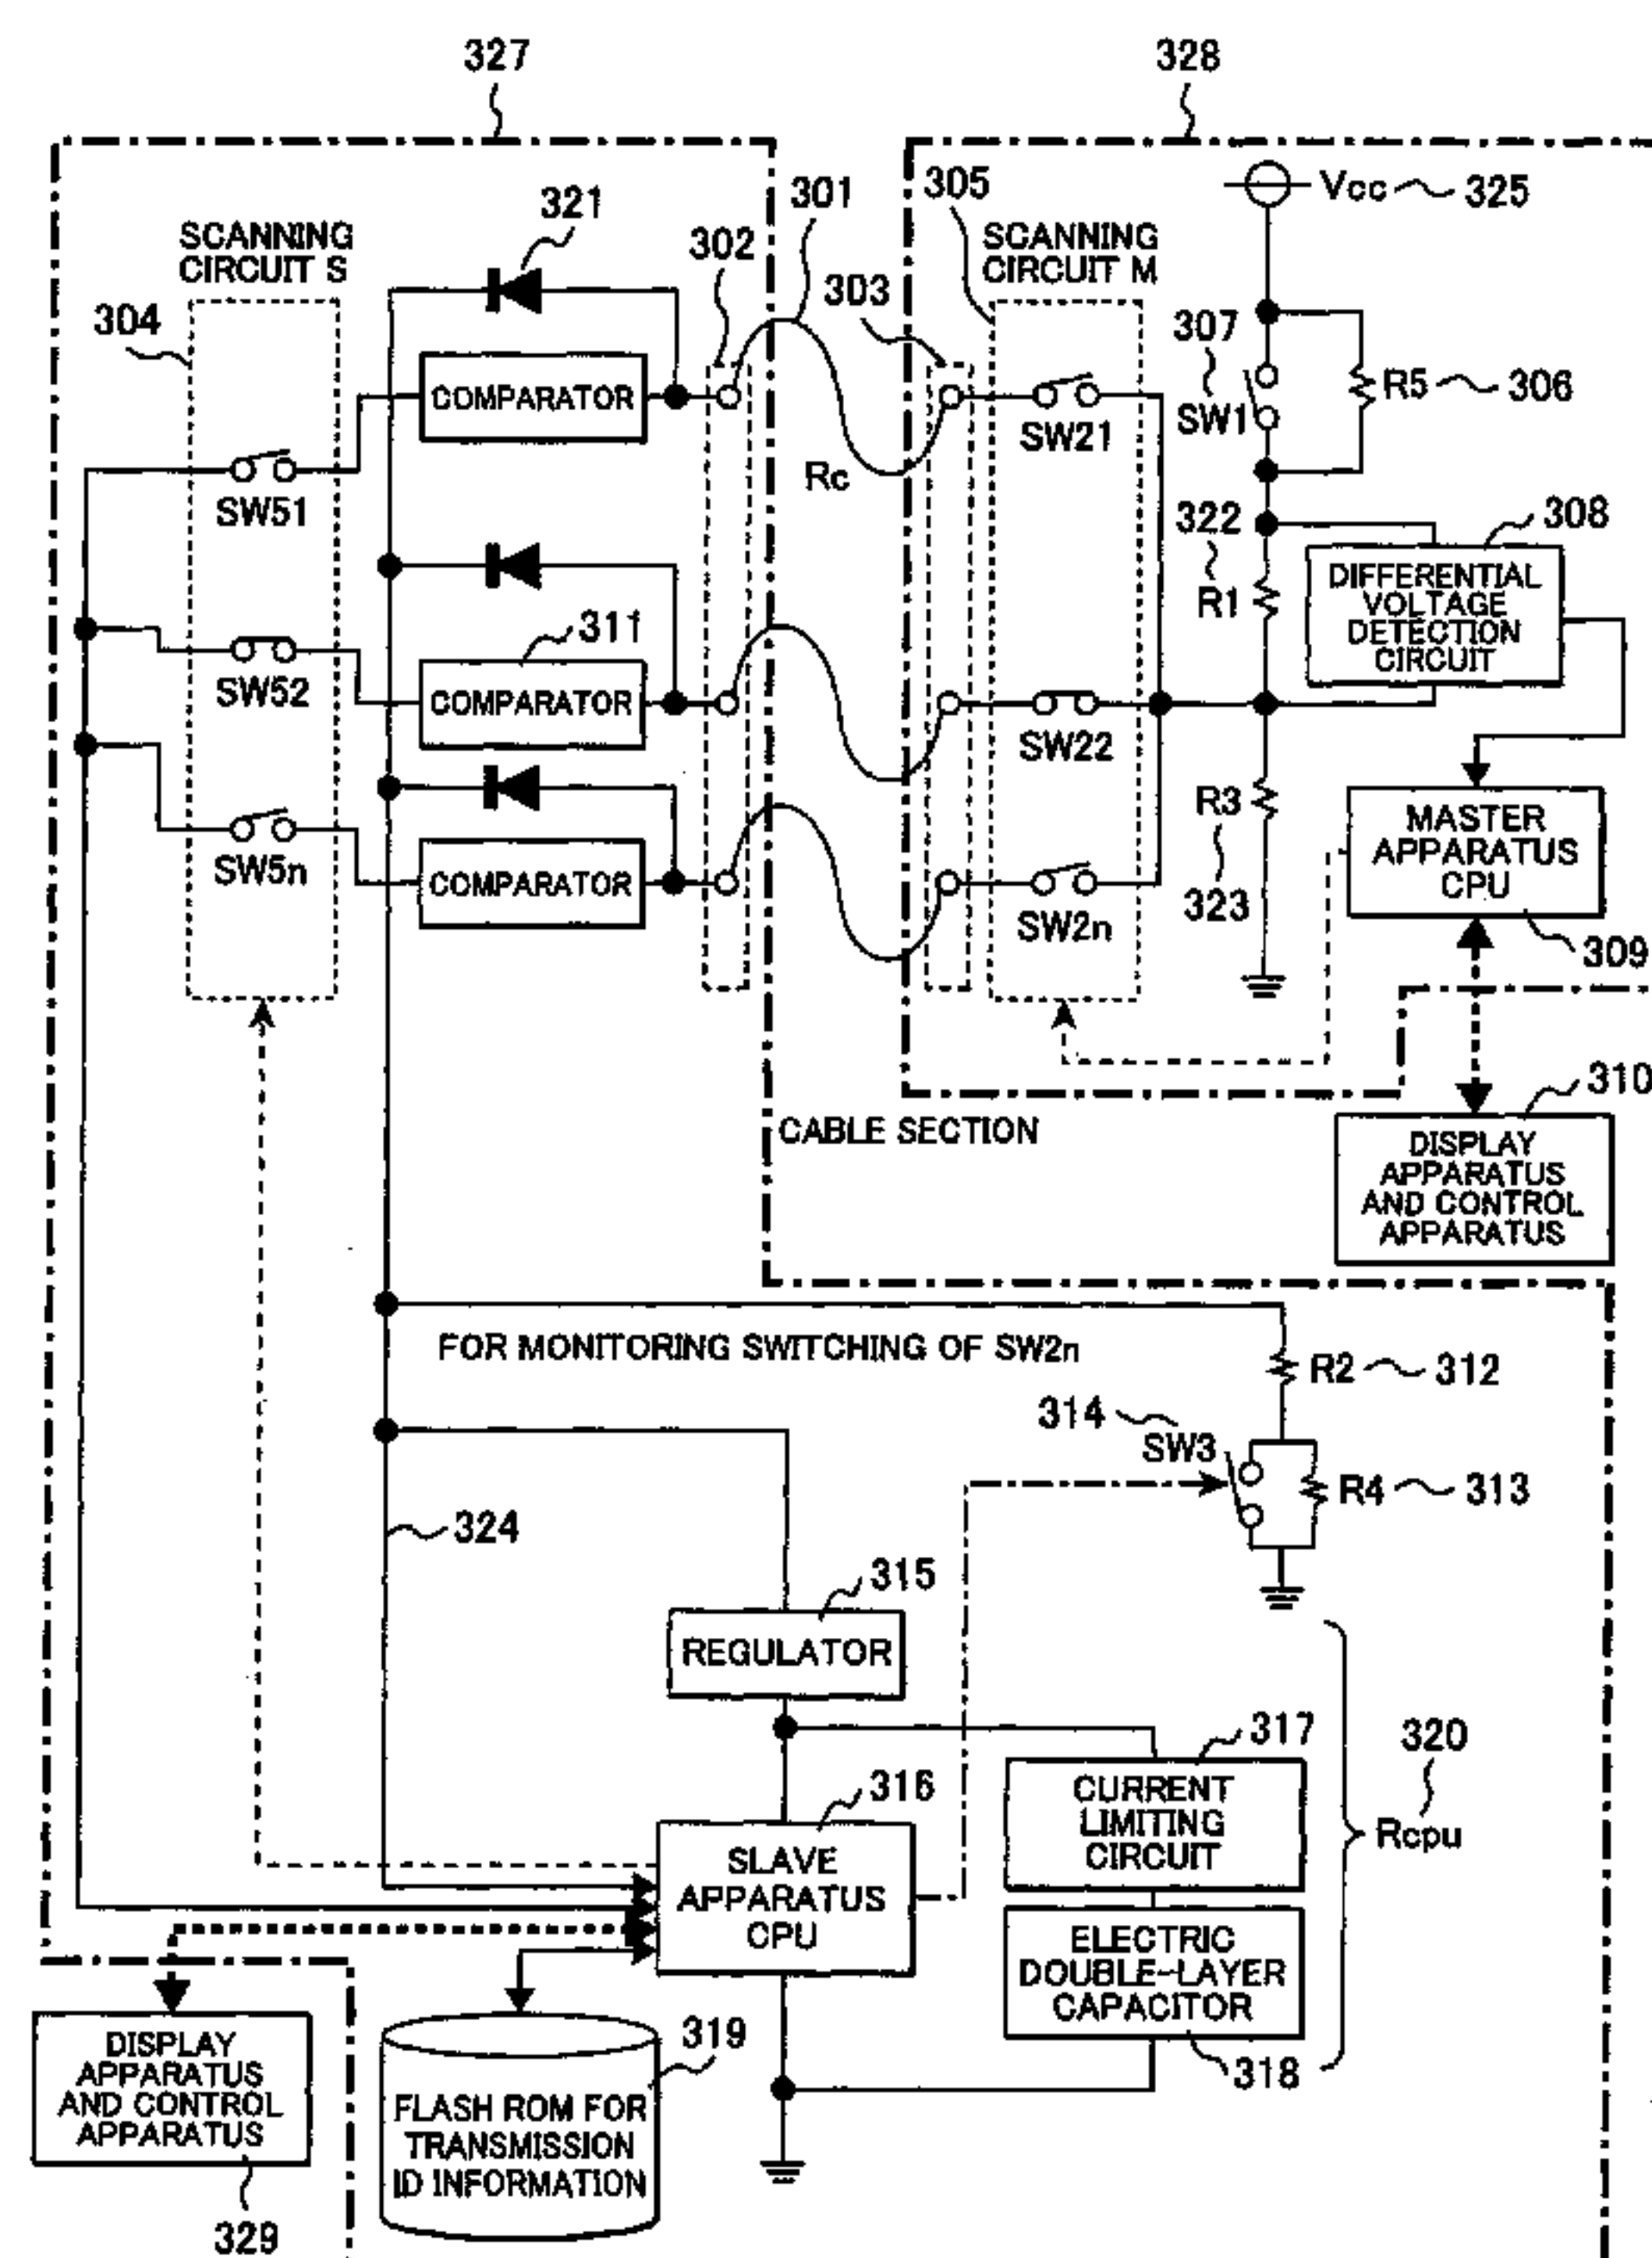 327
328
301
305
Vcc
325
321
302
SCANNING
CIRCUIT S
SCANNING
CIRCUIT M
303
304
307
SW1
R5
306
COMPARATOR
SW21
Rc
SW51
322
308
R1
DIFFERENTIAL
VOLTAGE
DETECTION
CIRCUIT
311
SW52
COMPARATOR
SW22
R3
323
MASTER
APPARATUS
CPU
309
SW5n
COMPARATOR
SW2n
310
CABLE SECTION
DISPLAY
APPARATUS
AND CONTROL
APPARATUS
FOR MONITORING SWITCHING OF SW2n
R2
312
314
SW3
R4
313
324
315
REGULATOR
317
320
316
CURRENT
LIMITING
CIRCUIT
Rcpu
SLAVE
APPARATUS
CPU
ELECTRIC
DOUBLE-LAYER
CAPACITOR
318
319
DISPLAY
APPARATUS
AND CONTROL
APPARATUS
FLASH ROM FOR
TRANSMISSION
ID INFORMATION
329